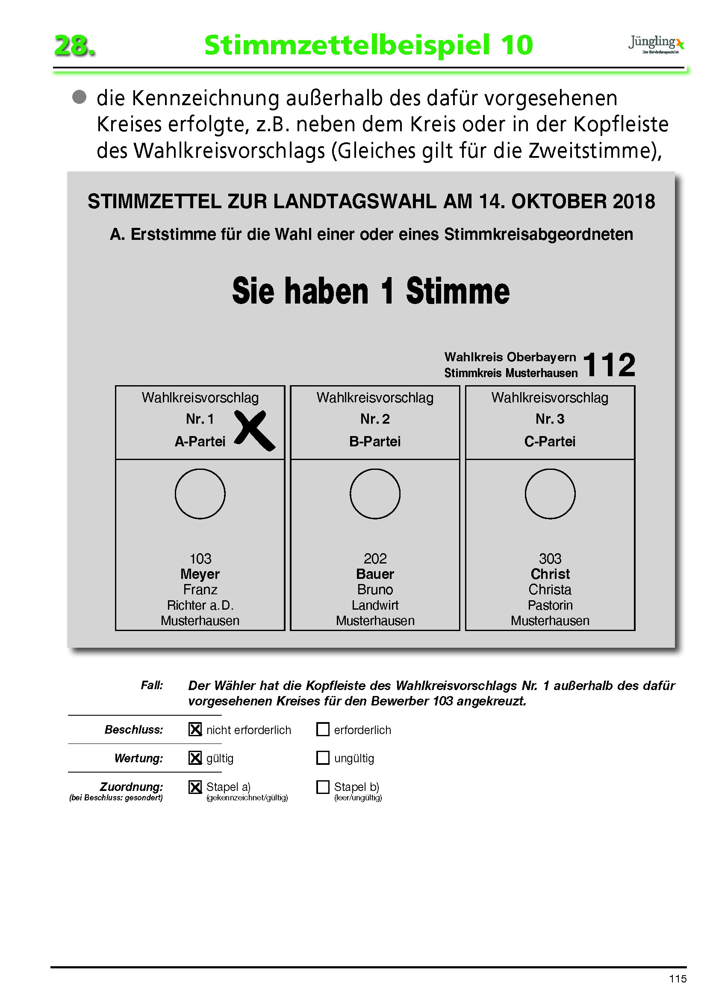 28. Stimmzettelbeispiel 10
Jüngling
Der Behördenspezialist
die Kennzeichnung außerhalb des dafür vorgesehenen
Kreises erfolgte, z.B. neben dem Kreis oder in der Kopfleiste
des Wahlkreisvorschlags (Gleiches gilt für die Zweitstimme),
STIMMZETTEL ZUR LANDTAGSWAHL AM 14. OKTOBER 2018
A. Erststimme für die Wahl einer oder eines Stimmkreisabgeordneten
Sie haben 1 Stimme
Wahlkreis Oberbayern
Stimmkreis Musterhausen 112
Wahlkreisvorschlag
Nr. 1
A-Partei
103
Meyer
Franz
Richter a.D.
Musterhausen
Wahlkreisvorschlag
Nr. 2
B-Partei
202
Bauer
Bruno
Landwirt
Musterhausen
Wahlkreisvorschlag
Nr. 3
C-Partei
303
Christ
Christa
Pastorin
Musterhausen
Fall: Der Wähler hat die Kopfleiste des Wahlkreisvorschlags Nr. 1 außerhalb des dafür
vorgesehenen Kreises für den Bewerber 103 angekreuzt.
Beschluss: nicht erforderlich erforderlich
Wertung: gültig ungültig
Zuordnung: Stapel a) Stapel b)
(bei Beschluss: gesondert) (gekennzeichnet/gültig) (leer/ungültig)
115